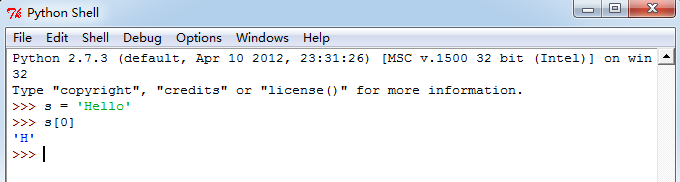 Python Shell
File Edit Shell Debug Options Windows Help
Python 2.7.3 (default, Apr 10 2012, 23:31:26) [MSC v.1500 32 bit (Intel)] on win
32
Type "copyright", "credits" or "license()" for more information.
>>> s = 'Hello'
>>> s[0]
'H'
>>>